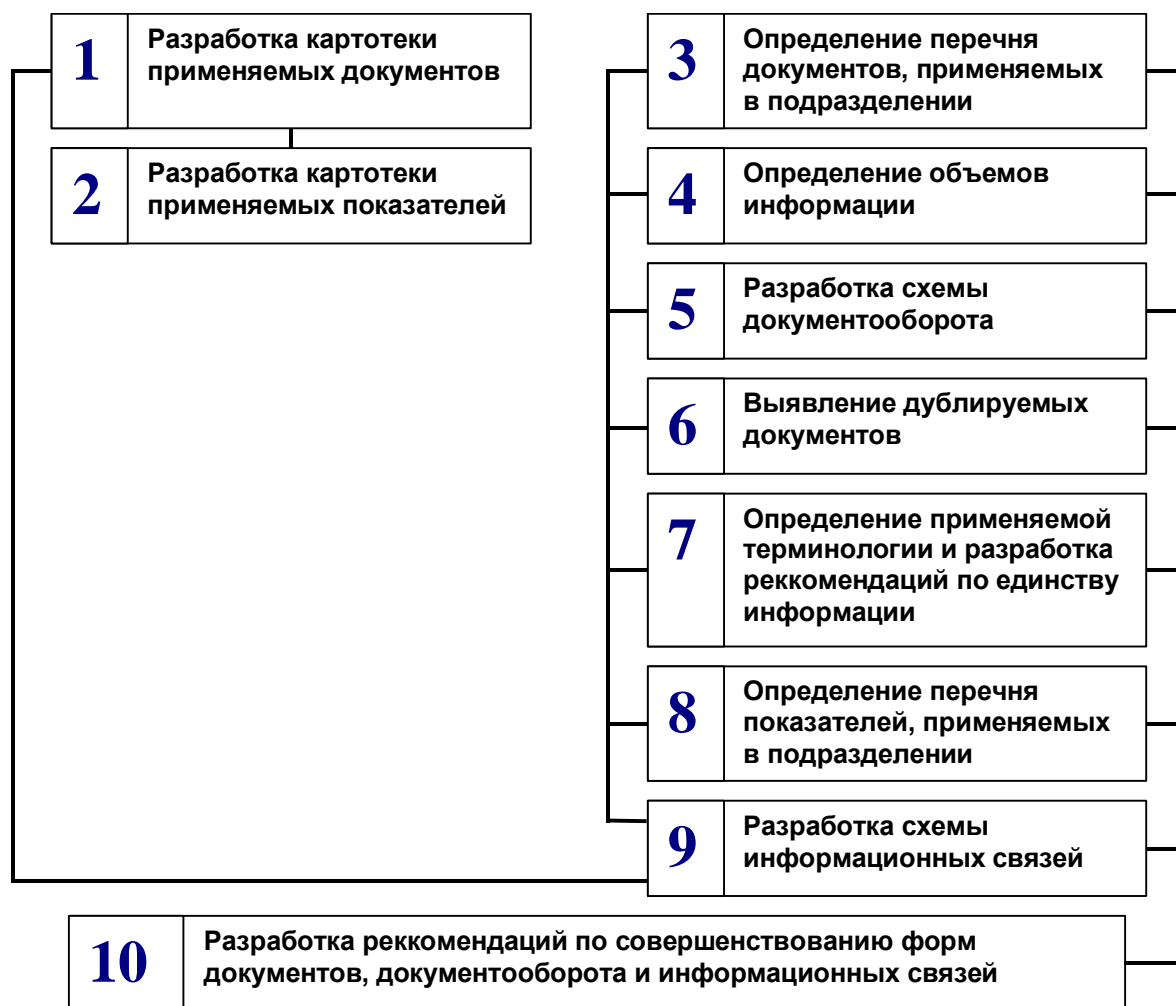 1
Разработка картотеки
применяемых документов
2
Разработка картотеки
применяемых показателей
3
Определение перечня
документов, применяемых
в подразделении
4
Определение объемов
информации
5
Разработка схемы
документооборота
6
Выявление дублируемых
документов
7
Определение применяемой
терминологии и разработка
реккомендаций по единству
информации
8
Определение перечня
показателей, применяемых
в подразделении
9
Разработка схемы
информационных связей
10
Разработка реккомендаций по совершенствованию форм
документов, документооборота и информационных связей